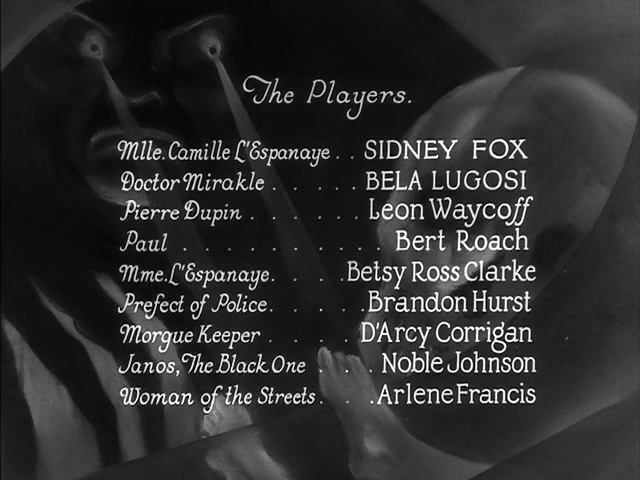 The Players.
Mlle. Camille L'Espanaye . . SIDNEY FOX
Doctor Mirakle . . . . . BELA LUGOSI
Pierre Dupin . . . . . . Leon Waycoff
Paul . . . . . . . . . Bert Roach
Mme. L'Espanaye. . . . Betsy Ross Clarke
Prefect of Police. . . . . Brandon Hurst
Morgue Keeper . . . . . D'Arcy Corrigan
Janos, The Black One . . . Noble Johnson
Woman of the Streets . . . Arlene Francis